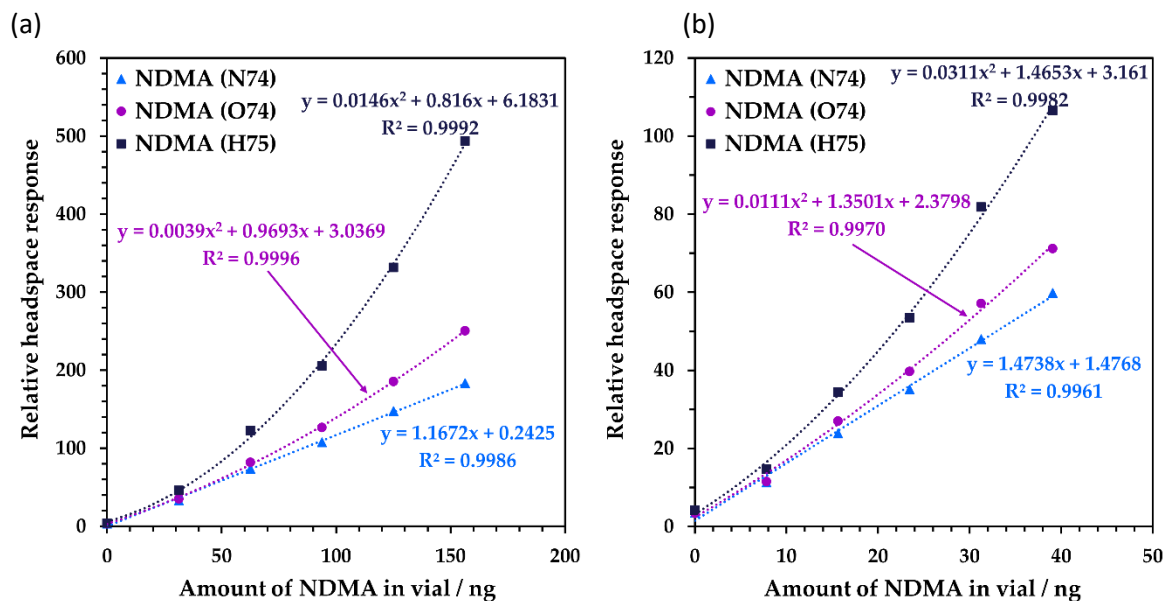 (a)
600
500
400
300
200
100
0
Relative headspace response
NDMA (N74)
NDMA (O74)
NDMA (H75)
y = 0.0146x² + 0.816x + 6.1831
R² = 0.9992
y = 0.0039x² + 0.9693x + 3.0369
R² = 0.9996
y = 1.1672x + 0.2425
R² = 0.9986
0 50 100 150 200
Amount of NDMA in vial / ng
(b)
120
100
80
60
40
20
0
Relative headspace response
NDMA (N74)
NDMA (O74)
NDMA (H75)
y = 0.0311x² + 1.4653x + 3.161
R² = 0.9982
y = 0.0111x² + 1.3501x + 2.3798
R² = 0.9970
y = 1.4738x + 1.4768
R² = 0.9961
0 10 20 30 40 50
Amount of NDMA in vial / ng